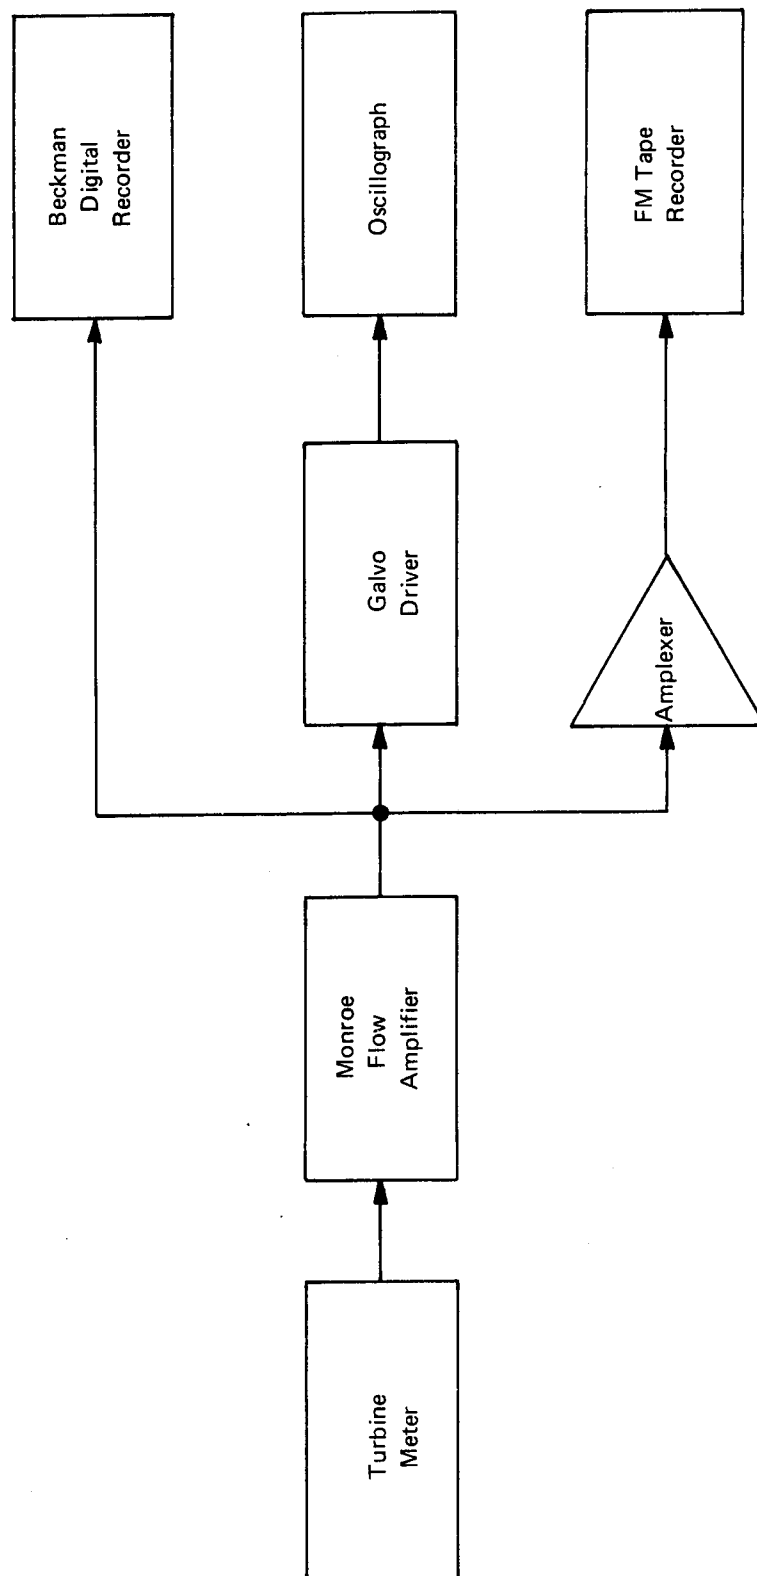 Beckman
Digital
Recorder
Oscillograph
FM Tape
Recorder
Galvo
Driver
Amplexer
Monroe
Flow
Amplifier
Turbine
Meter